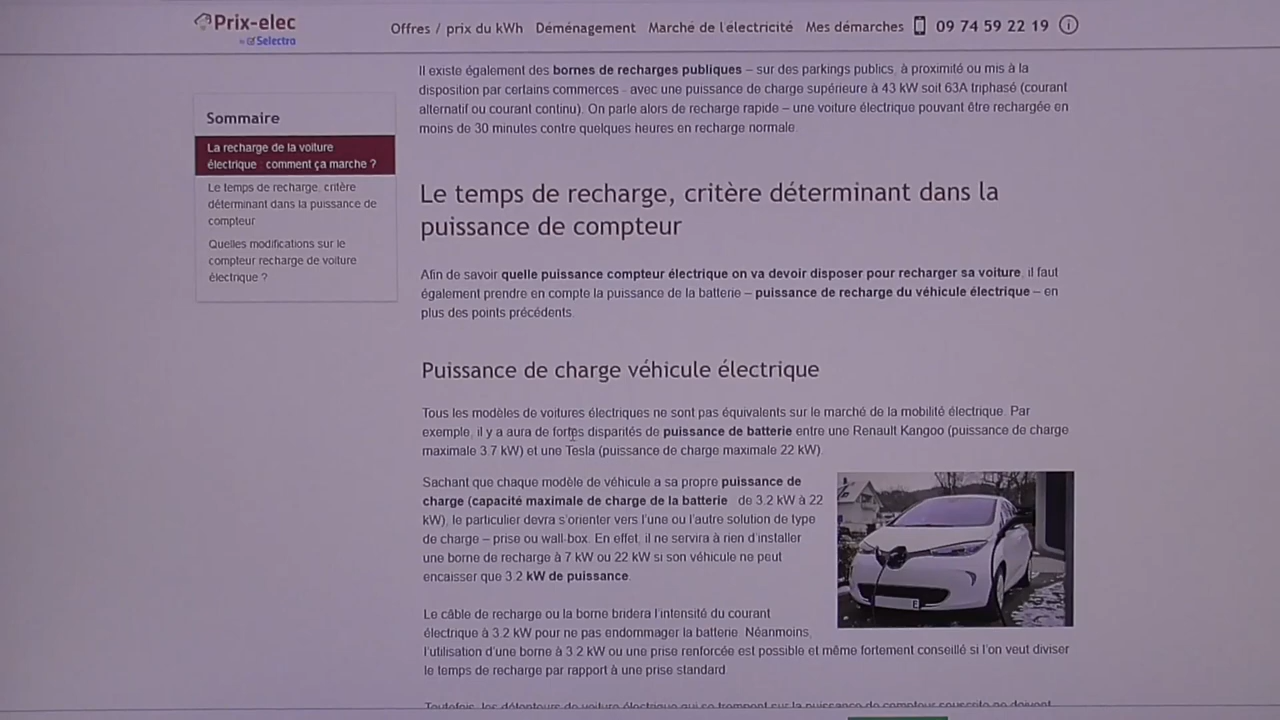 Prix-elec
by Selectra
Offres / prix du kWh Déménagement Marché de l'électricité Mes démarches 09 74 59 22 19
Il existe également des bornes de recharges publiques – sur des parkings publics, à proximité ou mis à la
disposition par certains commerces - avec une puissance de charge supérieure à 43 kW soit 63A triphasé (courant
alternatif ou courant continu). On parle alors de recharge rapide – une voiture électrique pouvant être rechargée en
moins de 30 minutes contre quelques heures en recharge normale.
Sommaire
La recharge de la voiture
électrique : comment ça marche ?
Le temps de recharge, critère
déterminant dans la puissance de
compteur
Quelles modifications sur le
compteur recharge de voiture
électrique ?
Le temps de recharge, critère déterminant dans la
puissance de compteur
Afin de savoir quelle puissance compteur électrique on va devoir disposer pour recharger sa voiture, il faut
également prendre en compte la puissance de la batterie – puissance de recharge du véhicule électrique – en
plus des points précédents.
Puissance de charge véhicule électrique
Tous les modèles de voitures électriques ne sont pas équivalents sur le marché de la mobilité électrique. Par
exemple, il y a aura de fortes disparités de puissance de batterie entre une Renault Kangoo (puissance de charge
maximale 3.7 kW) et une Tesla (puissance de charge maximale 22 kW).
Sachant que chaque modèle de véhicule a sa propre puissance de
charge (capacité maximale de charge de la batterie : de 3.2 kW à 22
kW), le particulier devra s'orienter vers l'une ou l'autre solution de type
de charge – prise ou wall-box. En effet, il ne servira à rien d'installer
une borne de recharge à 7 kW ou 22 kW si son véhicule ne peut
encaisser que 3.2 kW de puissance.
Le câble de recharge ou la borne bridera l'intensité du courant
électrique à 3.2 kW pour ne pas endommager la batterie. Néanmoins,
l'utilisation d'une borne à 3.2 kW ou une prise renforcée est possible et même fortement conseillé si l'on veut diviser
le temps de recharge par rapport à une prise standard.
Toutefois, les détenteurs de voiture électrique qui se trompent sur la puissance de compteur